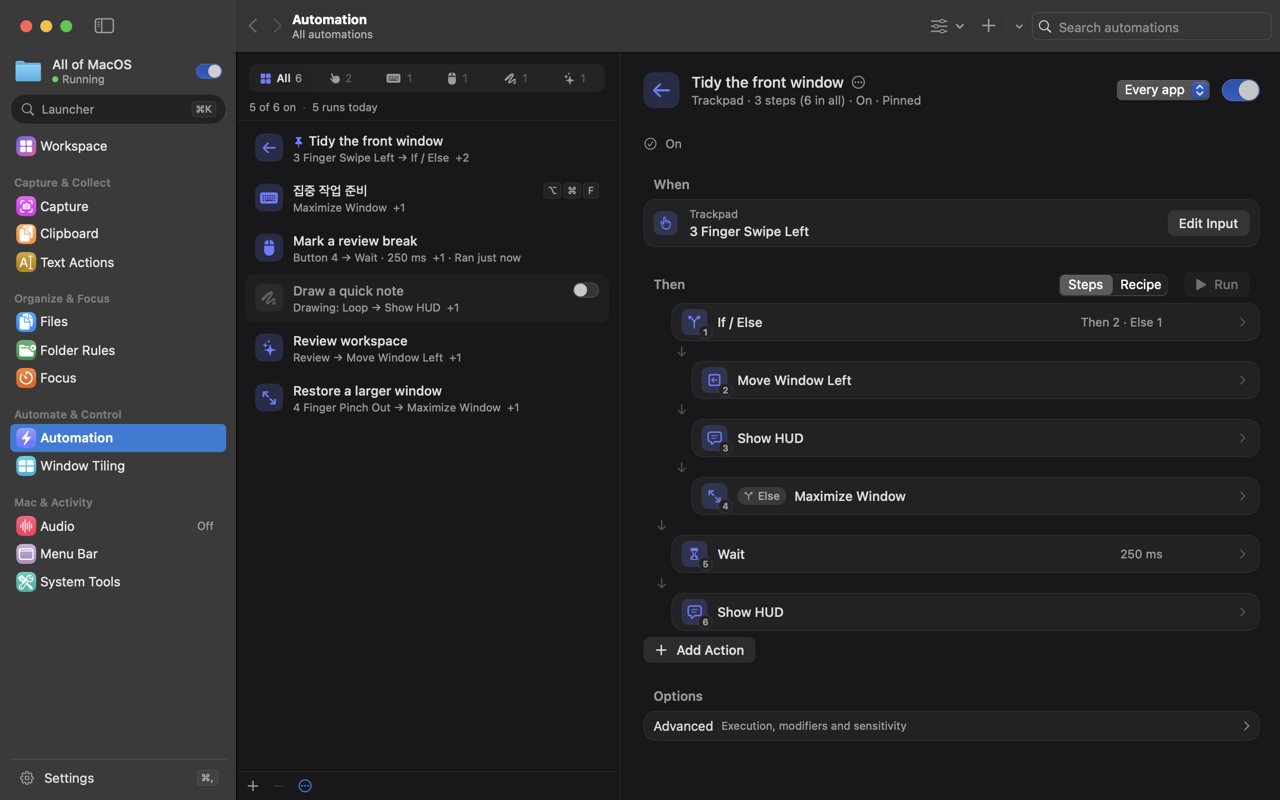 All of MacOS
Running
Launcher ⌘K
Workspace
Capture & Collect
Capture
Clipboard
Text Actions
Organize & Focus
Files
Folder Rules
Focus
Automate & Control
Automation
Window Tiling
Mac & Activity
Audio Off
Menu Bar
System Tools
Settings ⌘,
Automation
All automations
Search automations
All 6 2 1 1 1 1
5 of 6 on · 5 runs today
Tidy the front window
3 Finger Swipe Left → If / Else +2
집중 작업 준비 ⌥ ⌘ F
Maximize Window +1
Mark a review break
Button 4 → Wait · 250 ms +1 · Ran just now
Draw a quick note
Drawing: Loop → Show HUD +1
Review workspace
Review → Move Window Left +1
Restore a larger window
4 Finger Pinch Out → Maximize Window +1
Tidy the front window
Trackpad · 3 steps (6 in all) · On · Pinned
Every app
On
When
Trackpad
3 Finger Swipe Left
Edit Input
Then
Steps Recipe Run
1 If / Else Then 2 · Else 1
2 Move Window Left
3 Show HUD
4 Else Maximize Window
5 Wait 250 ms
6 Show HUD
Add Action
Options
Advanced Execution, modifiers and sensitivity